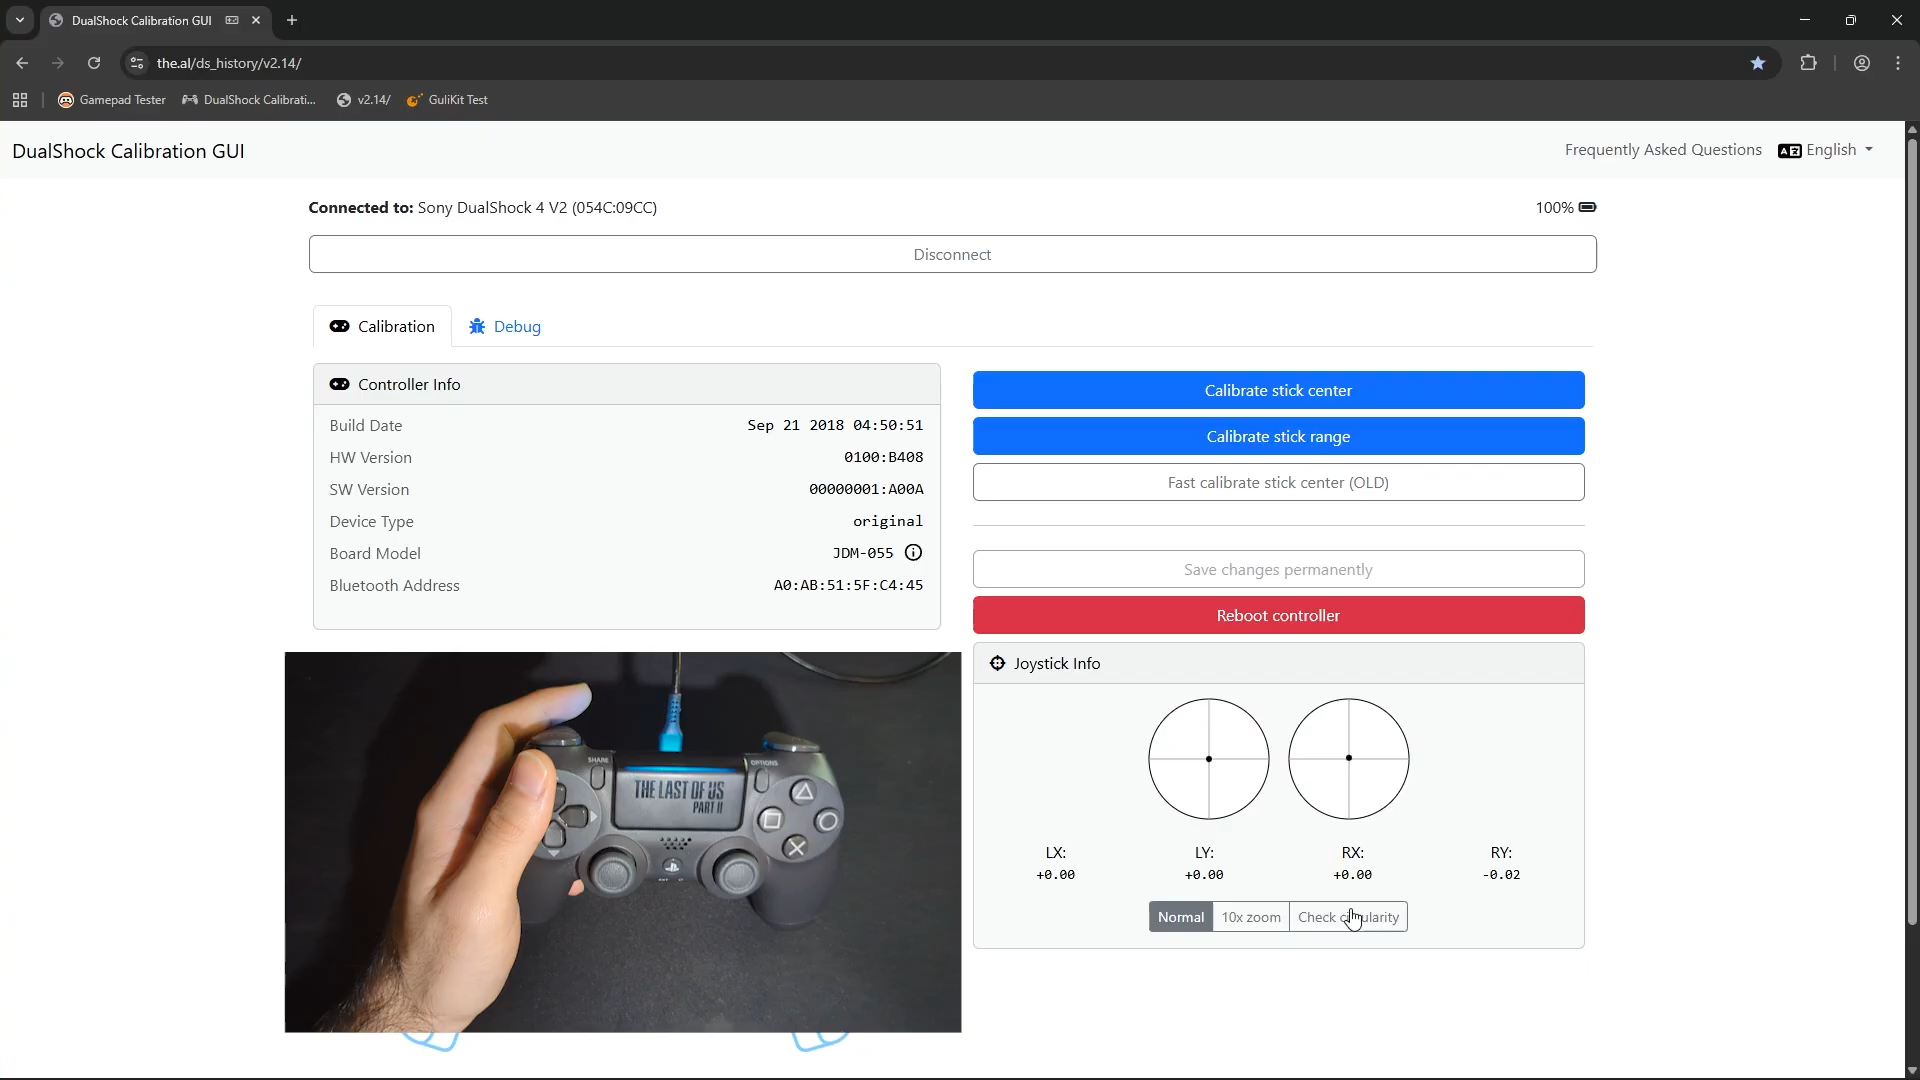 DualShock Calibration GUI
the.al/ds_history/v2.14/
Gamepad Tester
DualShock Calibrati...
v2.14/
GuliKit Test
DualShock Calibration GUI
Frequently Asked Questions
English
Connected to: Sony DualShock 4 V2 (054C:09CC)
100%
Disconnect
Calibration
Debug
Controller Info
Build Date Sep 21 2018 04:50:51
HW Version 0100:B408
SW Version 00000001:A00A
Device Type original
Board Model JDM-055
Bluetooth Address A0:AB:51:5F:C4:45
Calibrate stick center
Calibrate stick range
Fast calibrate stick center (OLD)
Save changes permanently
Reboot controller
Joystick Info
LX: LY: RX: RY:
+0.00 +0.00 +0.00 -0.02
Normal 10x zoom Check circularity
SHARE
OPTIONS
THE LAST OF US
PART II